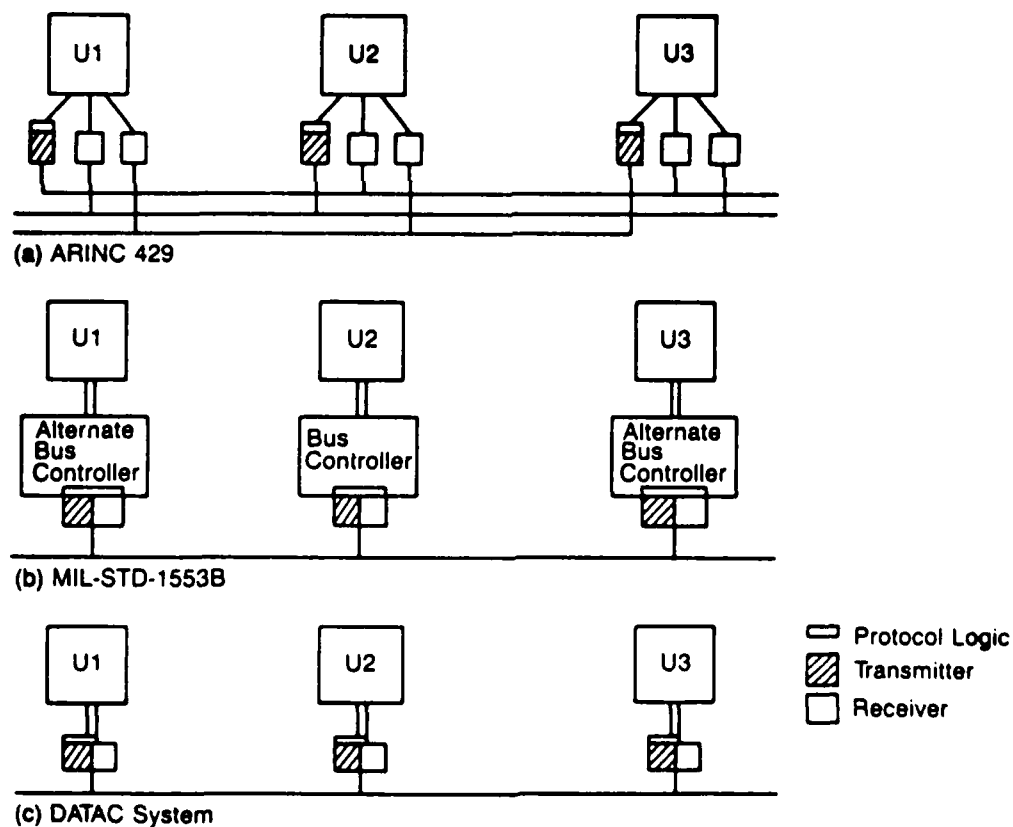 U1
U2
U3
(a) ARINC 429
U1
U2
U3
Alternate
Bus
Controller
Bus
Controller
Alternate
Bus
Controller
(b) MIL-STD-1553B
U1
U2
U3
Protocol Logic
Transmitter
Receiver
(c) DATAC System